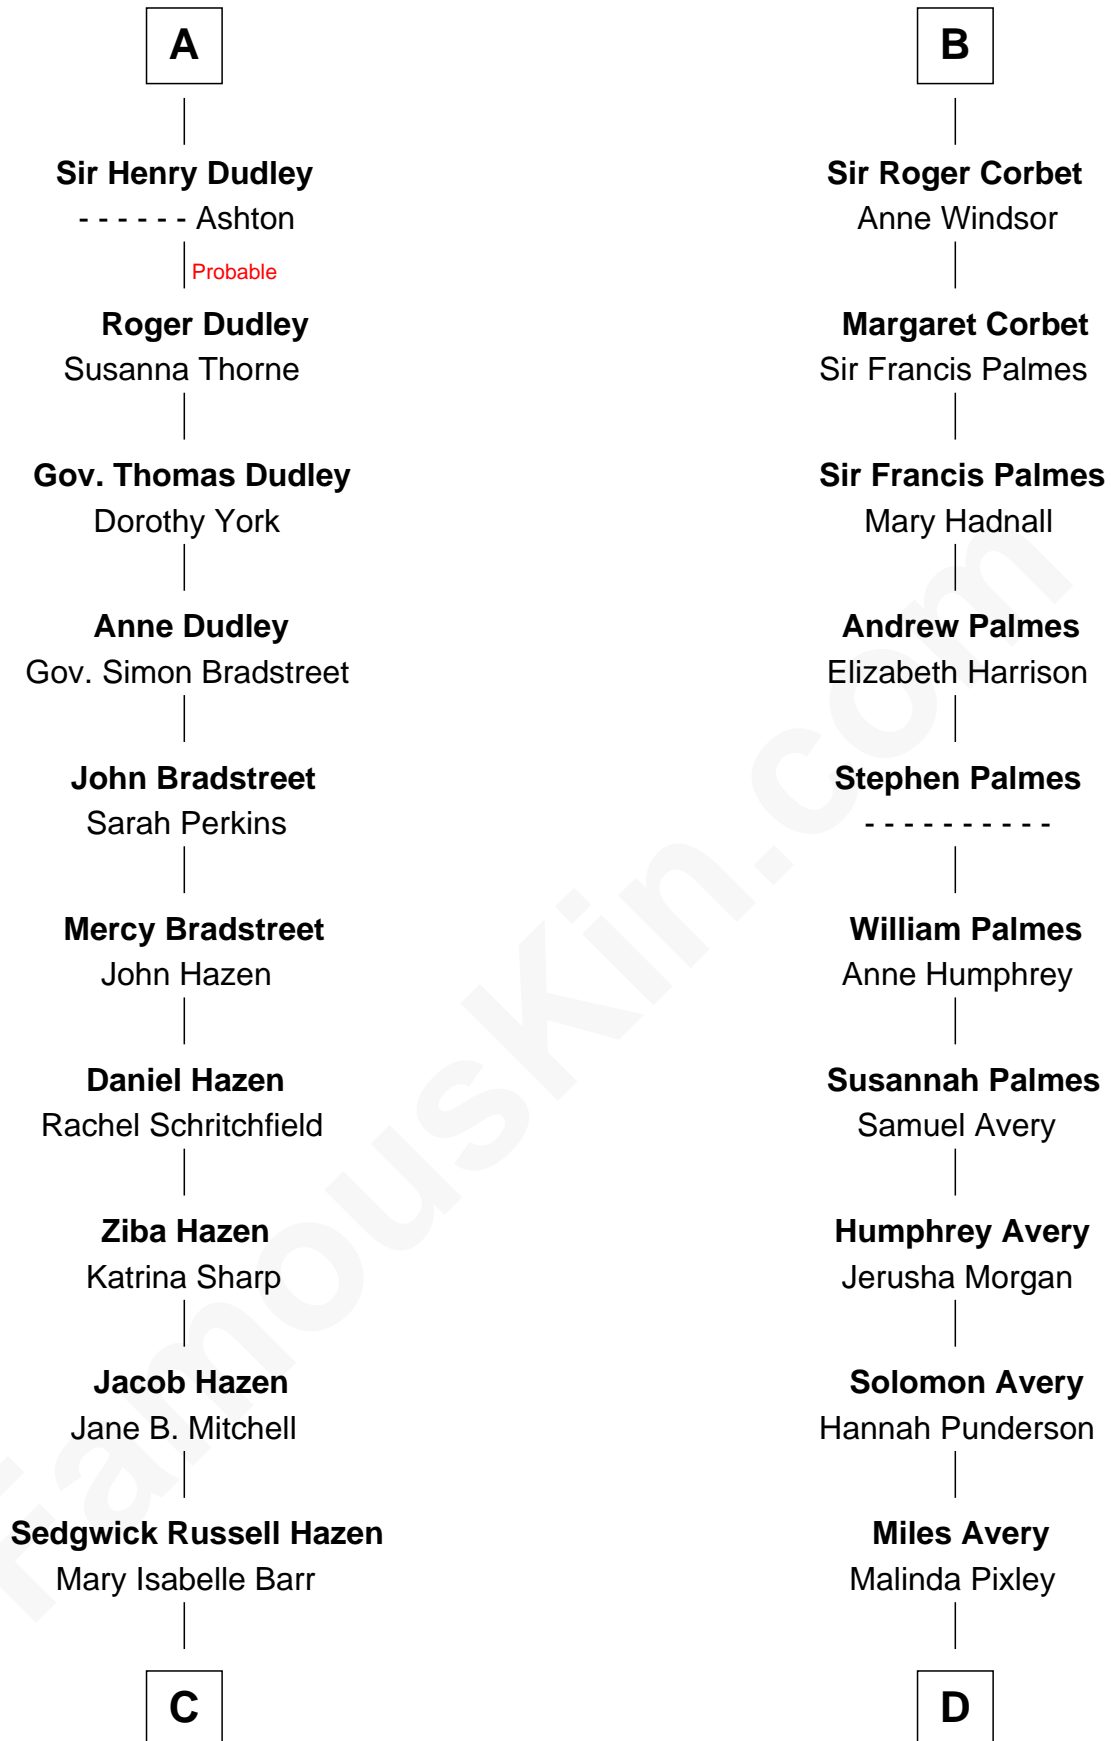 A
Sir Henry Dudley
- - - - - - Ashton
Probable
Roger Dudley
Susanna Thorne
Gov. Thomas Dudley
Dorothy York
Anne Dudley
Gov. Simon Bradstreet
John Bradstreet
Sarah Perkins
Mercy Bradstreet
John Hazen
Daniel Hazen
Rachel Schritchfield
Ziba Hazen
Katrina Sharp
Jacob Hazen
Jane B. Mitchell
Sedgwick Russell Hazen
Mary Isabelle Barr
C
B
Sir Roger Corbet
Anne Windsor
Margaret Corbet
Sir Francis Palmes
Sir Francis Palmes
Mary Hadnall
Andrew Palmes
Elizabeth Harrison
Stephen Palmes
- - - - - - - - - -
William Palmes
Anne Humphrey
Susannah Palmes
Samuel Avery
Humphrey Avery
Jerusha Morgan
Solomon Avery
Hannah Punderson
Miles Avery
Malinda Pixley
D
FamousKin.com